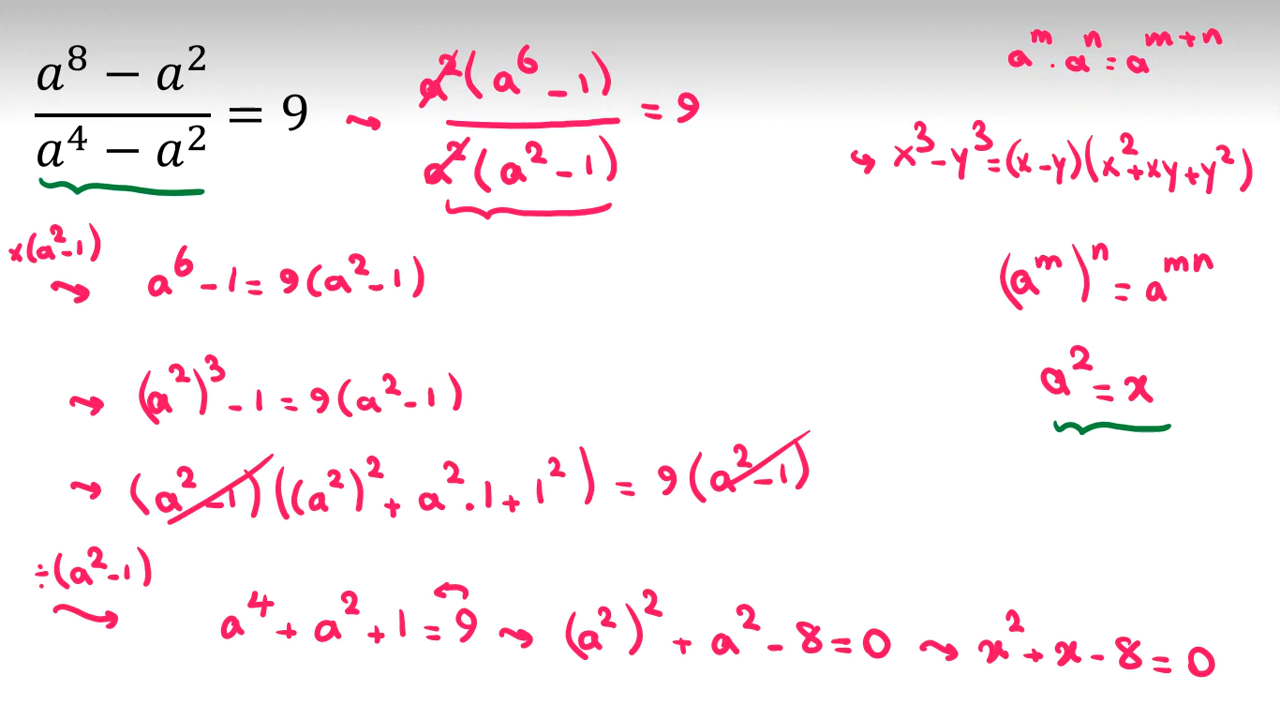 (a^8 − a^2)/(a^4 − a^2) = 9 ⇝ a^2(a^6 − 1)/a^2(a^2 − 1) = 9
a^m . a^n = a^(m+n)
↪ x^3 − y^3 = (x − y)(x^2 + xy + y^2)
×(a^2 − 1) ⇝ a^6 − 1 = 9(a^2 − 1)
(a^m)^n = a^(mn)
⇝ (a^2)^3 − 1 = 9(a^2 − 1)
a^2 = x
⇝ (a^2 − 1)((a^2)^2 + a^2 . 1 + 1^2) = 9(a^2 − 1)
÷(a^2 − 1) ⇝ a^4 + a^2 + 1 = 9 ⇝ (a^2)^2 + a^2 − 8 = 0 ⇝ x^2 + x − 8 = 0